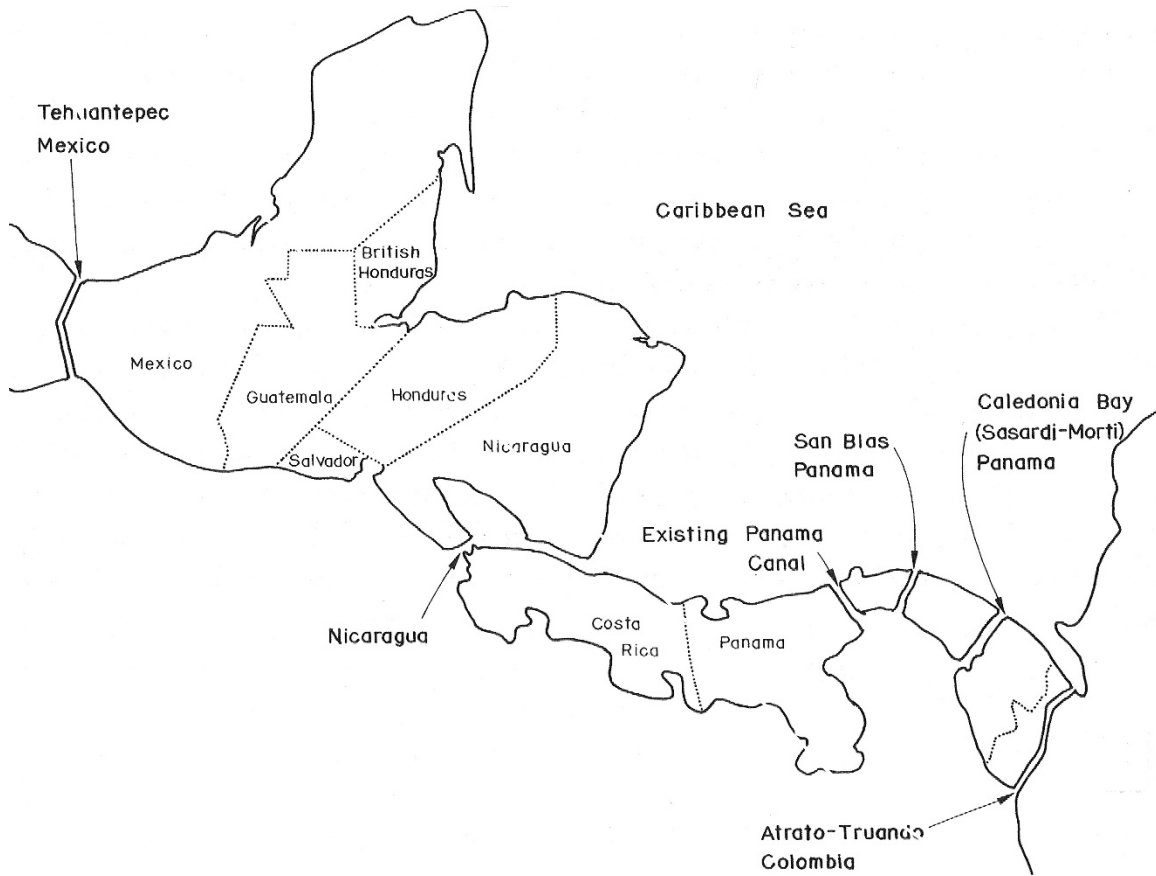 Tehuantepec
Mexico
Caribbean Sea
British
Honduras
Mexico
Guatemala
Honduras
Salvador
Nicaragua
Caledonia Bay
(Sasardi-Morti)
Panama
San Blas
Panama
Existing Panama
Canal
Nicaragua
Costa
Rica
Panama
Atrato-Truando
Colombia